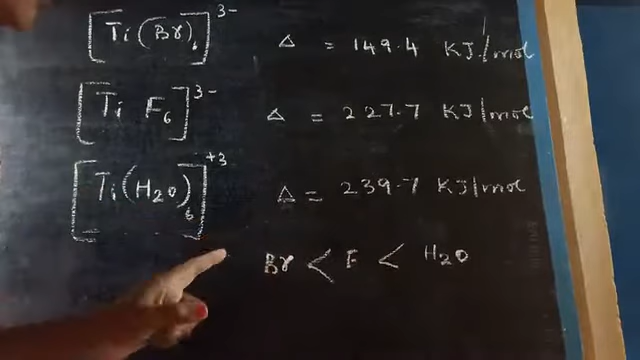 [Ti(Br)₆]³⁻ Δ = 149.4 KJ/mol
[Ti F₆]³⁻ Δ = 227.7 KJ/mol
[Ti(H₂O)₆]⁺³ Δ = 239.7 KJ/mol
Br < F < H₂O